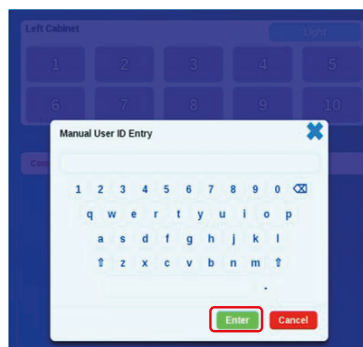 Left Cabinet Light
1 2 3 4 5
6 7 8 9 10
Manual User ID Entry
1 2 3 4 5 6 7 8 9 0
q w e r t y u i o p
a s d f g h j k l
⇧ z x c v b n m ⇧
.
Enter Cancel